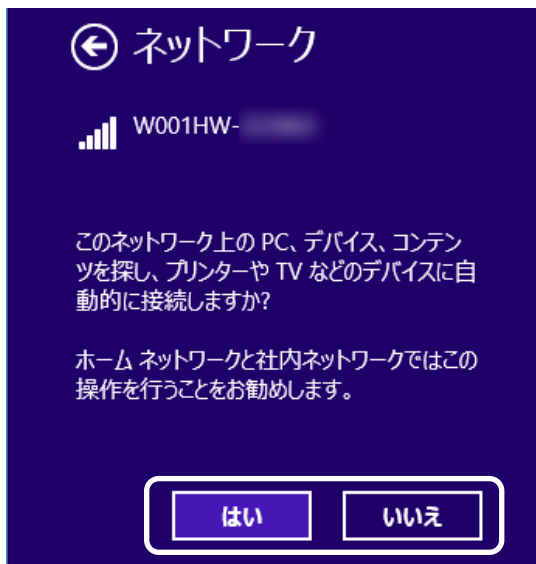 ネットワーク
W001HW-
このネットワーク上の PC、デバイス、コンテン
ツを探し、プリンターや TV などのデバイスに自
動的に接続しますか?
ホーム ネットワークと社内ネットワークではこの
操作を行うことをお勧めします。
はい いいえ